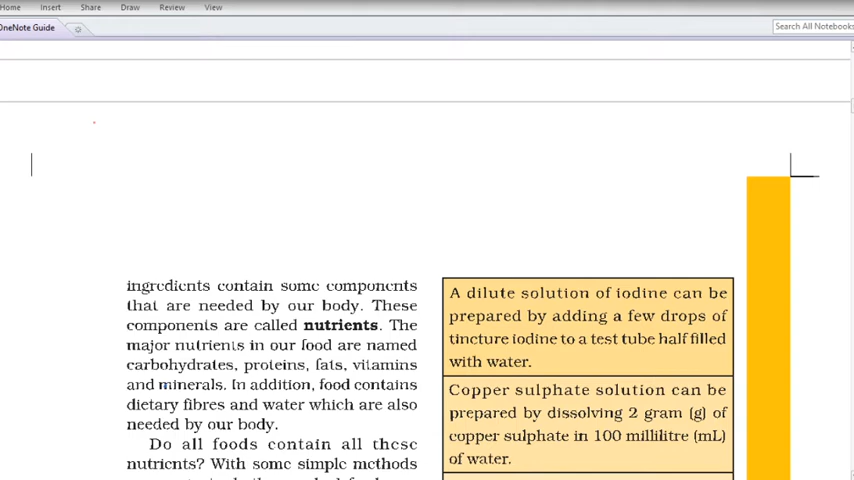 Home Insert Share Draw Review View
OneNote Guide
Search All Notebooks
ingredients contain some components
that are needed by our body. These
components are called nutrients. The
major nutrients in our food are named
carbohydrates, proteins, fats, vitamins
and minerals. In addition, food contains
dietary fibres and water which are also
needed by our body.
Do all foods contain all these
nutrients? With some simple methods
A dilute solution of iodine can be
prepared by adding a few drops of
tincture iodine to a test tube half filled
with water.
Copper sulphate solution can be
prepared by dissolving 2 gram (g) of
copper sulphate in 100 millilitre (mL)
of water.